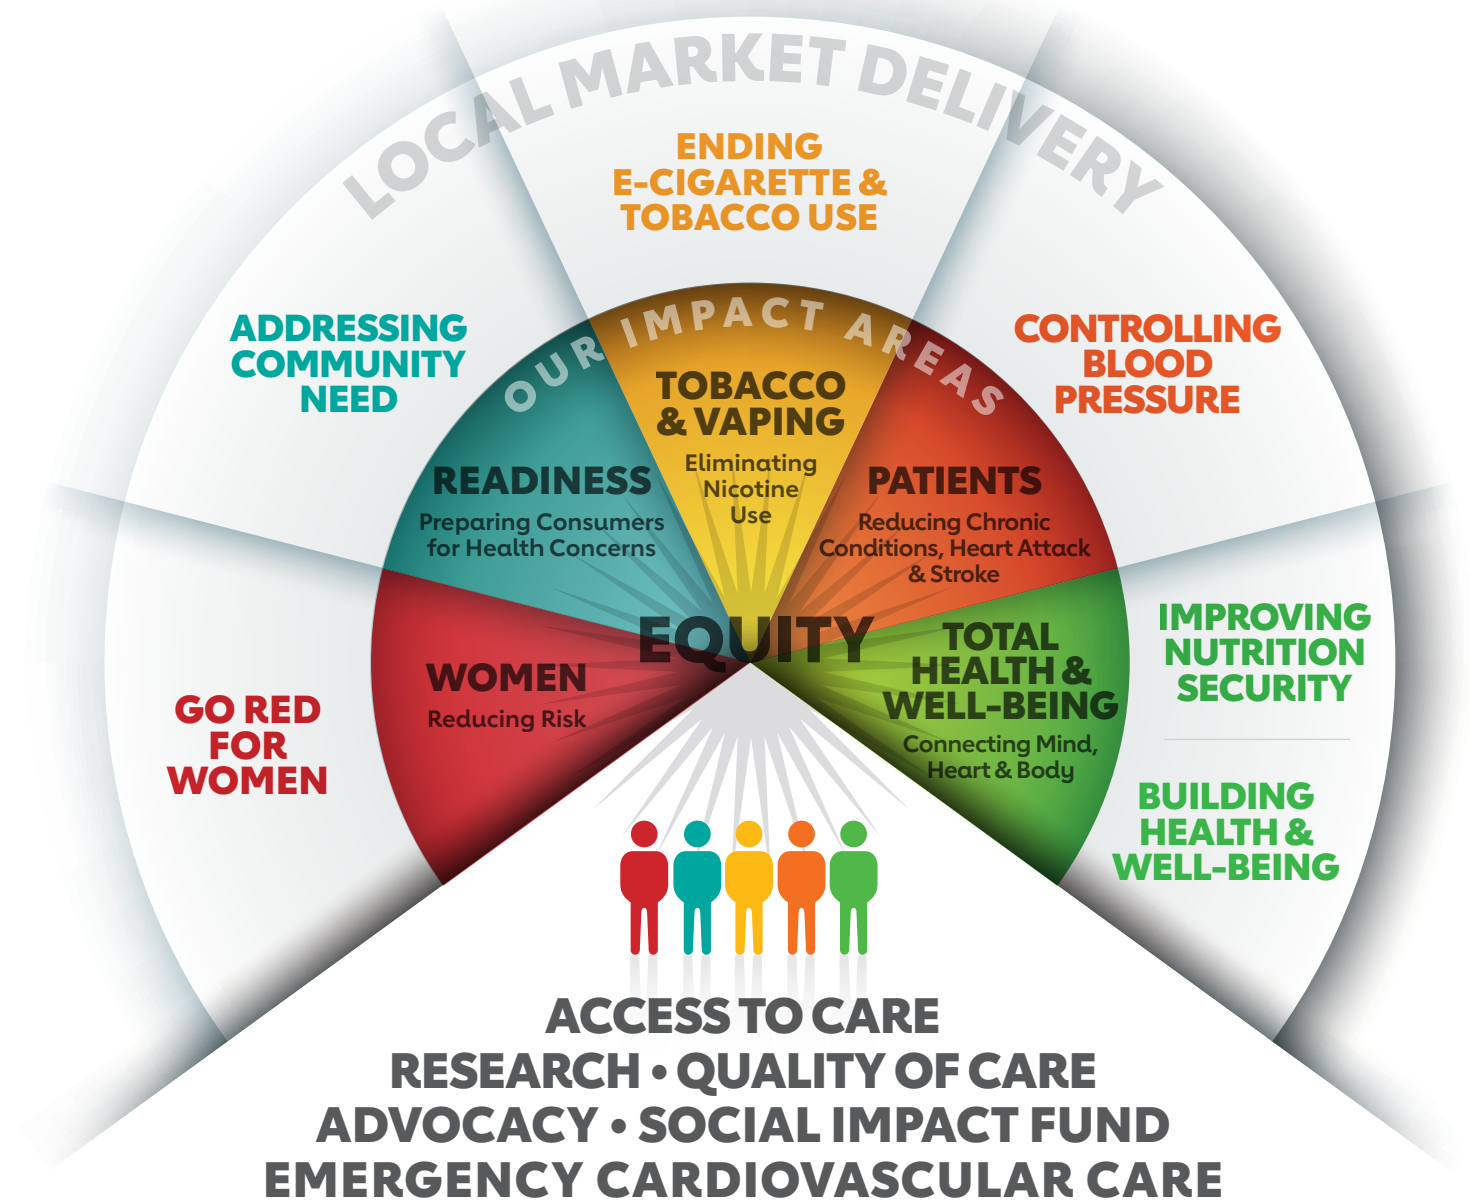 LOCAL MARKET DELIVERY
ENDING
E-CIGARETTE &
TOBACCO USE
ADDRESSING
COMMUNITY
NEED
CONTROLLING
BLOOD
PRESSURE
OUR IMPACT AREAS
TOBACCO
& VAPING
Eliminating
Nicotine
Use
READINESS
Preparing Consumers
for Health Concerns
PATIENTS
Reducing Chronic
Conditions, Heart Attack
& Stroke
EQUITY
WOMEN
Reducing Risk
TOTAL
HEALTH &
WELL-BEING
Connecting Mind,
Heart & Body
GO RED
FOR
WOMEN
IMPROVING
NUTRITION
SECURITY
BUILDING
HEALTH &
WELL-BEING
ACCESS TO CARE
RESEARCH • QUALITY OF CARE
ADVOCACY • SOCIAL IMPACT FUND
EMERGENCY CARDIOVASCULAR CARE